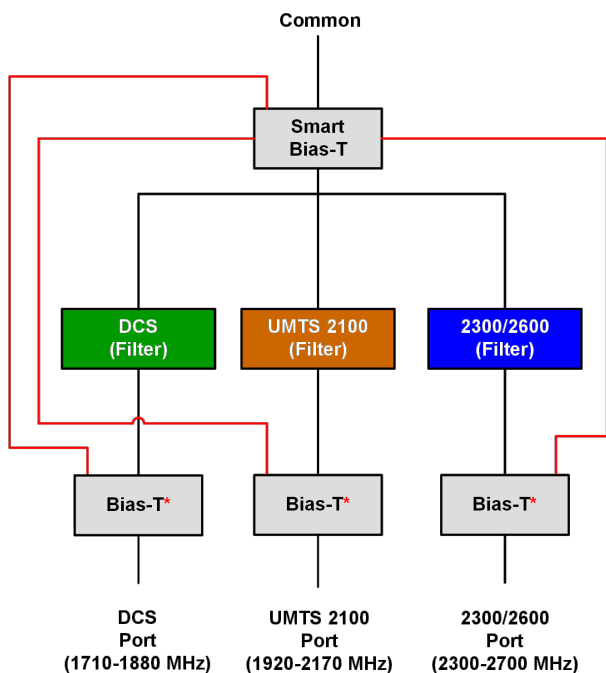 Common
Smart
Bias-T
DCS
(Filter)
UMTS 2100
(Filter)
2300/2600
(Filter)
Bias-T*
Bias-T*
Bias-T*
DCS
Port
(1710-1880 MHz)
UMTS 2100
Port
(1920-2170 MHz)
2300/2600
Port
(2300-2700 MHz)